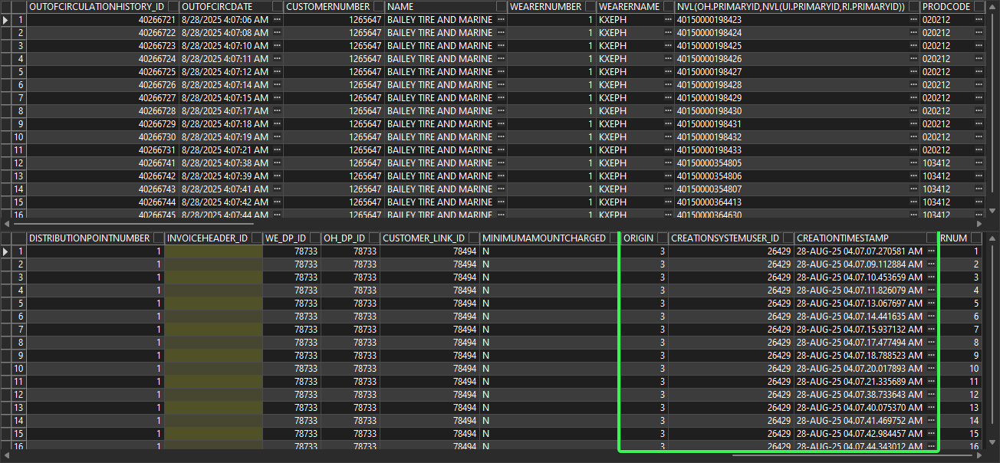 OUTOFCIRCULATIONHISTORY_ID OUTOFCIRCDATE CUSTOMERNUMBER NAME WEARERNUMBER WEARERNAME NVL(OH.PRIMARYID,NVL(UI.PRIMARYID,RI.PRIMARYID)) PRODCODE
1 40266721 8/28/2025 4:07:06 AM ... 1265647 BAILEY TIRE AND MARINE ... 1 KXEPH ... 40150000198423 ... 020212 ...
2 40266722 8/28/2025 4:07:08 AM ... 1265647 BAILEY TIRE AND MARINE ... 1 KXEPH ... 40150000198424 ... 020212 ...
3 40266723 8/28/2025 4:07:10 AM ... 1265647 BAILEY TIRE AND MARINE ... 1 KXEPH ... 40150000198425 ... 020212 ...
4 40266724 8/28/2025 4:07:11 AM ... 1265647 BAILEY TIRE AND MARINE ... 1 KXEPH ... 40150000198426 ... 020212 ...
5 40266725 8/28/2025 4:07:12 AM ... 1265647 BAILEY TIRE AND MARINE ... 1 KXEPH ... 40150000198427 ... 020212 ...
6 40266726 8/28/2025 4:07:14 AM ... 1265647 BAILEY TIRE AND MARINE ... 1 KXEPH ... 40150000198428 ... 020212 ...
7 40266727 8/28/2025 4:07:15 AM ... 1265647 BAILEY TIRE AND MARINE ... 1 KXEPH ... 40150000198429 ... 020212 ...
8 40266728 8/28/2025 4:07:17 AM ... 1265647 BAILEY TIRE AND MARINE ... 1 KXEPH ... 40150000198430 ... 020212 ...
9 40266729 8/28/2025 4:07:18 AM ... 1265647 BAILEY TIRE AND MARINE ... 1 KXEPH ... 40150000198431 ... 020212 ...
10 40266730 8/28/2025 4:07:19 AM ... 1265647 BAILEY TIRE AND MARINE ... 1 KXEPH ... 40150000198432 ... 020212 ...
11 40266731 8/28/2025 4:07:21 AM ... 1265647 BAILEY TIRE AND MARINE ... 1 KXEPH ... 40150000198433 ... 020212 ...
12 40266741 8/28/2025 4:07:38 AM ... 1265647 BAILEY TIRE AND MARINE ... 1 KXEPH ... 40150000354805 ... 103412 ...
13 40266742 8/28/2025 4:07:39 AM ... 1265647 BAILEY TIRE AND MARINE ... 1 KXEPH ... 40150000354806 ... 103412 ...
14 40266743 8/28/2025 4:07:41 AM ... 1265647 BAILEY TIRE AND MARINE ... 1 KXEPH ... 40150000354807 ... 103412 ...
15 40266744 8/28/2025 4:07:42 AM ... 1265647 BAILEY TIRE AND MARINE ... 1 KXEPH ... 40150000364413 ... 103412 ...
16 40266745 8/28/2025 4:07:44 AM ... 1265647 BAILEY TIRE AND MARINE ... 1 KXEPH ... 40150000364630 ... 103412 ...
DISTRIBUTIONPOINTNUMBER INVOICEHEADER_ID WE_DP_ID OH_DP_ID CUSTOMER_LINK_ID MINIMUMAMOUNTCHARGED ORIGIN CREATIONSYSTEMUSER_ID CREATIONTIMESTAMP RNUM
1 1 78733 78733 78494 N 3 26429 28-AUG-25 04.07.07.270581 AM ... 1
2 1 78733 78733 78494 N 3 26429 28-AUG-25 04.07.09.112884 AM ... 2
3 1 78733 78733 78494 N 3 26429 28-AUG-25 04.07.10.453659 AM ... 3
4 1 78733 78733 78494 N 3 26429 28-AUG-25 04.07.11.826079 AM ... 4
5 1 78733 78733 78494 N 3 26429 28-AUG-25 04.07.13.067697 AM ... 5
6 1 78733 78733 78494 N 3 26429 28-AUG-25 04.07.14.441635 AM ... 6
7 1 78733 78733 78494 N 3 26429 28-AUG-25 04.07.15.937132 AM ... 7
8 1 78733 78733 78494 N 3 26429 28-AUG-25 04.07.17.477494 AM ... 8
9 1 78733 78733 78494 N 3 26429 28-AUG-25 04.07.18.788523 AM ... 9
10 1 78733 78733 78494 N 3 26429 28-AUG-25 04.07.20.017893 AM ... 10
11 1 78733 78733 78494 N 3 26429 28-AUG-25 04.07.21.335689 AM ... 11
12 1 78733 78733 78494 N 3 26429 28-AUG-25 04.07.38.733643 AM ... 12
13 1 78733 78733 78494 N 3 26429 28-AUG-25 04.07.40.075370 AM ... 13
14 1 78733 78733 78494 N 3 26429 28-AUG-25 04.07.41.469752 AM ... 14
15 1 78733 78733 78494 N 3 26429 28-AUG-25 04.07.42.984457 AM ... 15
16 1 78733 78733 78494 N 3 26429 28-AUG-25 04.07.44.343012 AM ... 16